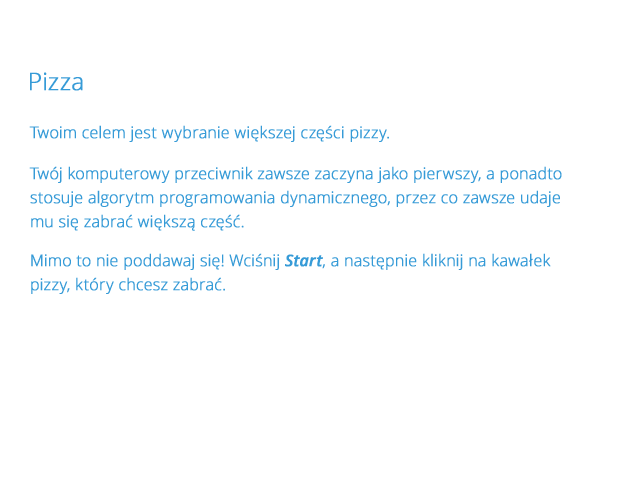 Pizza
Twoim celem jest wybranie większej części pizzy.
Twój komputerowy przeciwnik zawsze zaczyna jako pierwszy, a ponadto
stosuje algorytm programowania dynamicznego, przez co zawsze udaje
mu się zabrać większą część.
Mimo to nie poddawaj się! Wciśnij Start, a następnie kliknij na kawałek
pizzy, który chcesz zabrać.